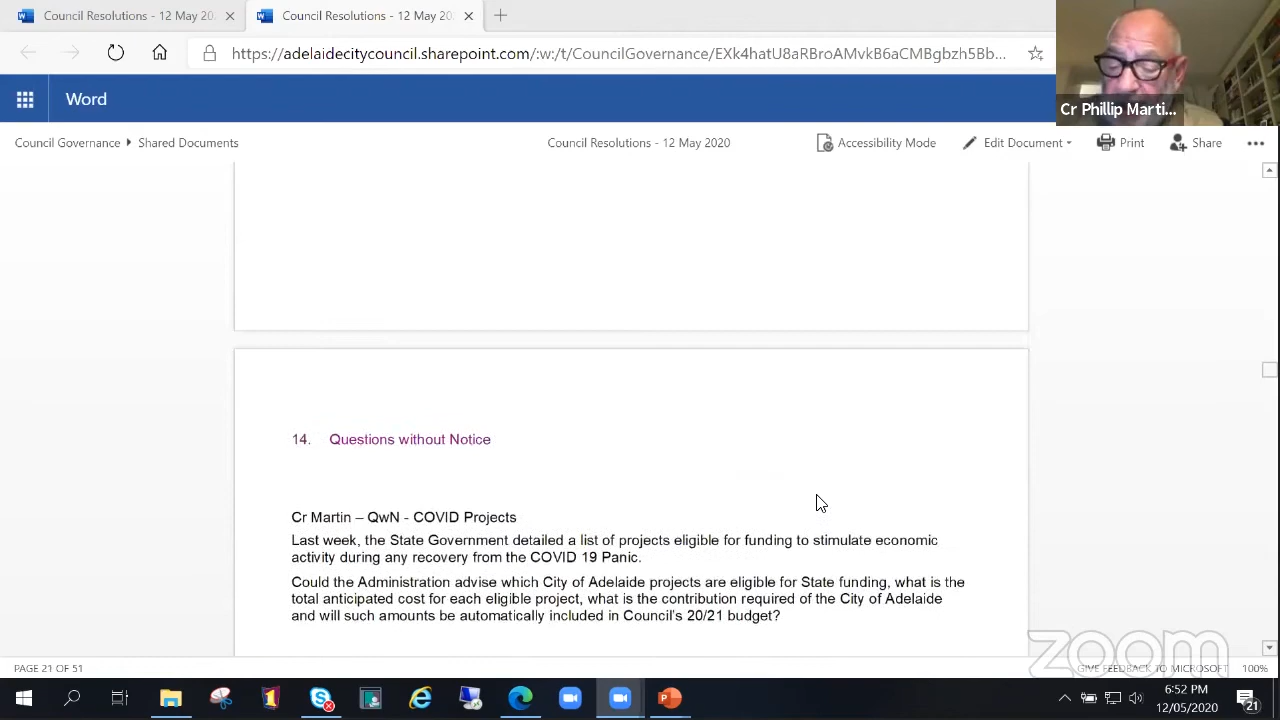 Council Resolutions - 12 May 202
Council Resolutions - 12 May 202
https://adelaidecitycouncil.sharepoint.com/:w:/t/CouncilGovernance/EXk4hatU8aRBroAMvkB6aCMBgbzh5Bb...
Cr Phillip Marti...
Word
Council Governance
Shared Documents
Council Resolutions - 12 May 2020
Accessibility Mode
Edit Document
Print
Share
14. Questions without Notice
Cr Martin – QwN - COVID Projects
Last week, the State Government detailed a list of projects eligible for funding to stimulate economic
activity during any recovery from the COVID 19 Panic.
Could the Administration advise which City of Adelaide projects are eligible for State funding, what is the
total anticipated cost for each eligible project, what is the contribution required of the City of Adelaide
and will such amounts be automatically included in Council's 20/21 budget?
zoom
PAGE 21 OF 51
GIVE FEEDBACK TO MICROSOFT
100%
6:52 PM
12/05/2020
21